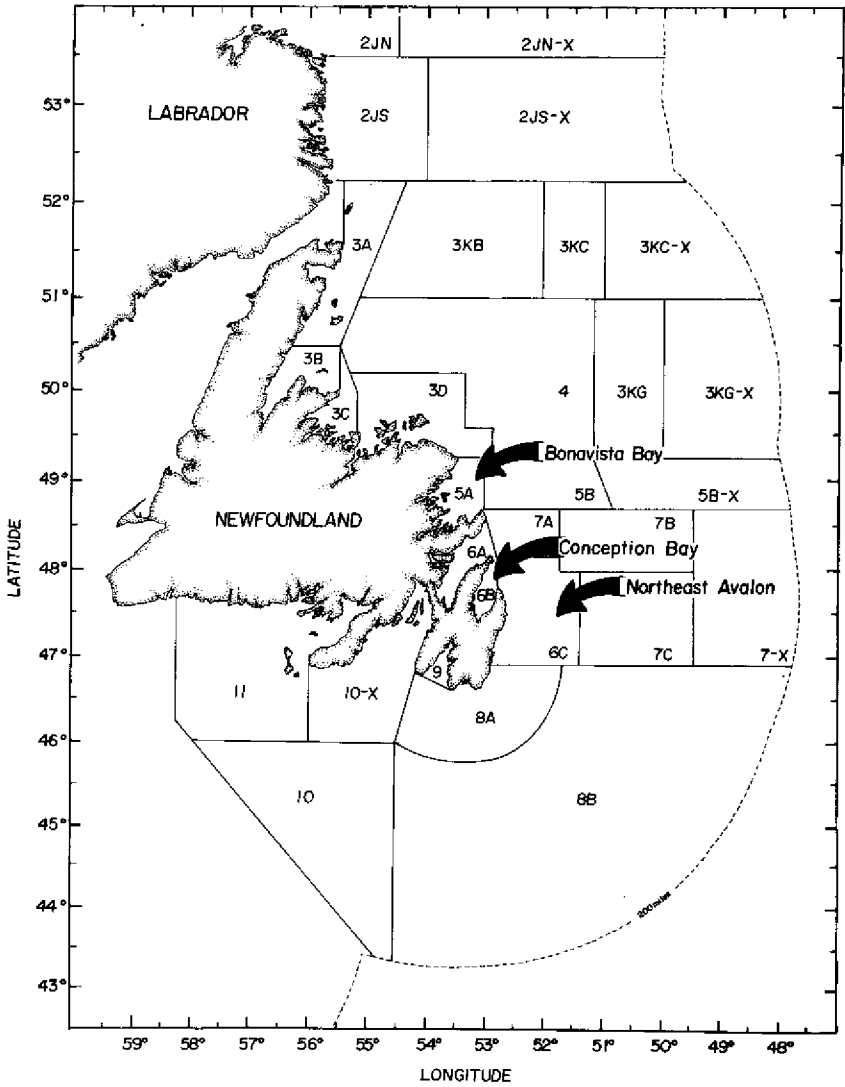 2JN 2JN-X
53° LABRADOR 2JS 2JS-X
52°
3A 3KB 3KC 3KC-X
51°
3B
50° 3D 4 3KG 3KG-X
3C
Bonavista Bay
49°
5A 5B 5B-X
NEWFOUNDLAND 7A 7B
LATITUDE
48° 6A Conception Bay
6B Northeast Avalon
47° 6C 7C 7-X
9
11 10-X 8A
46°
10 8B
45°
44° 200 miles
43°
59° 58° 57° 56° 55° 54° 53° 52° 51° 50° 49° 48°
LONGITUDE